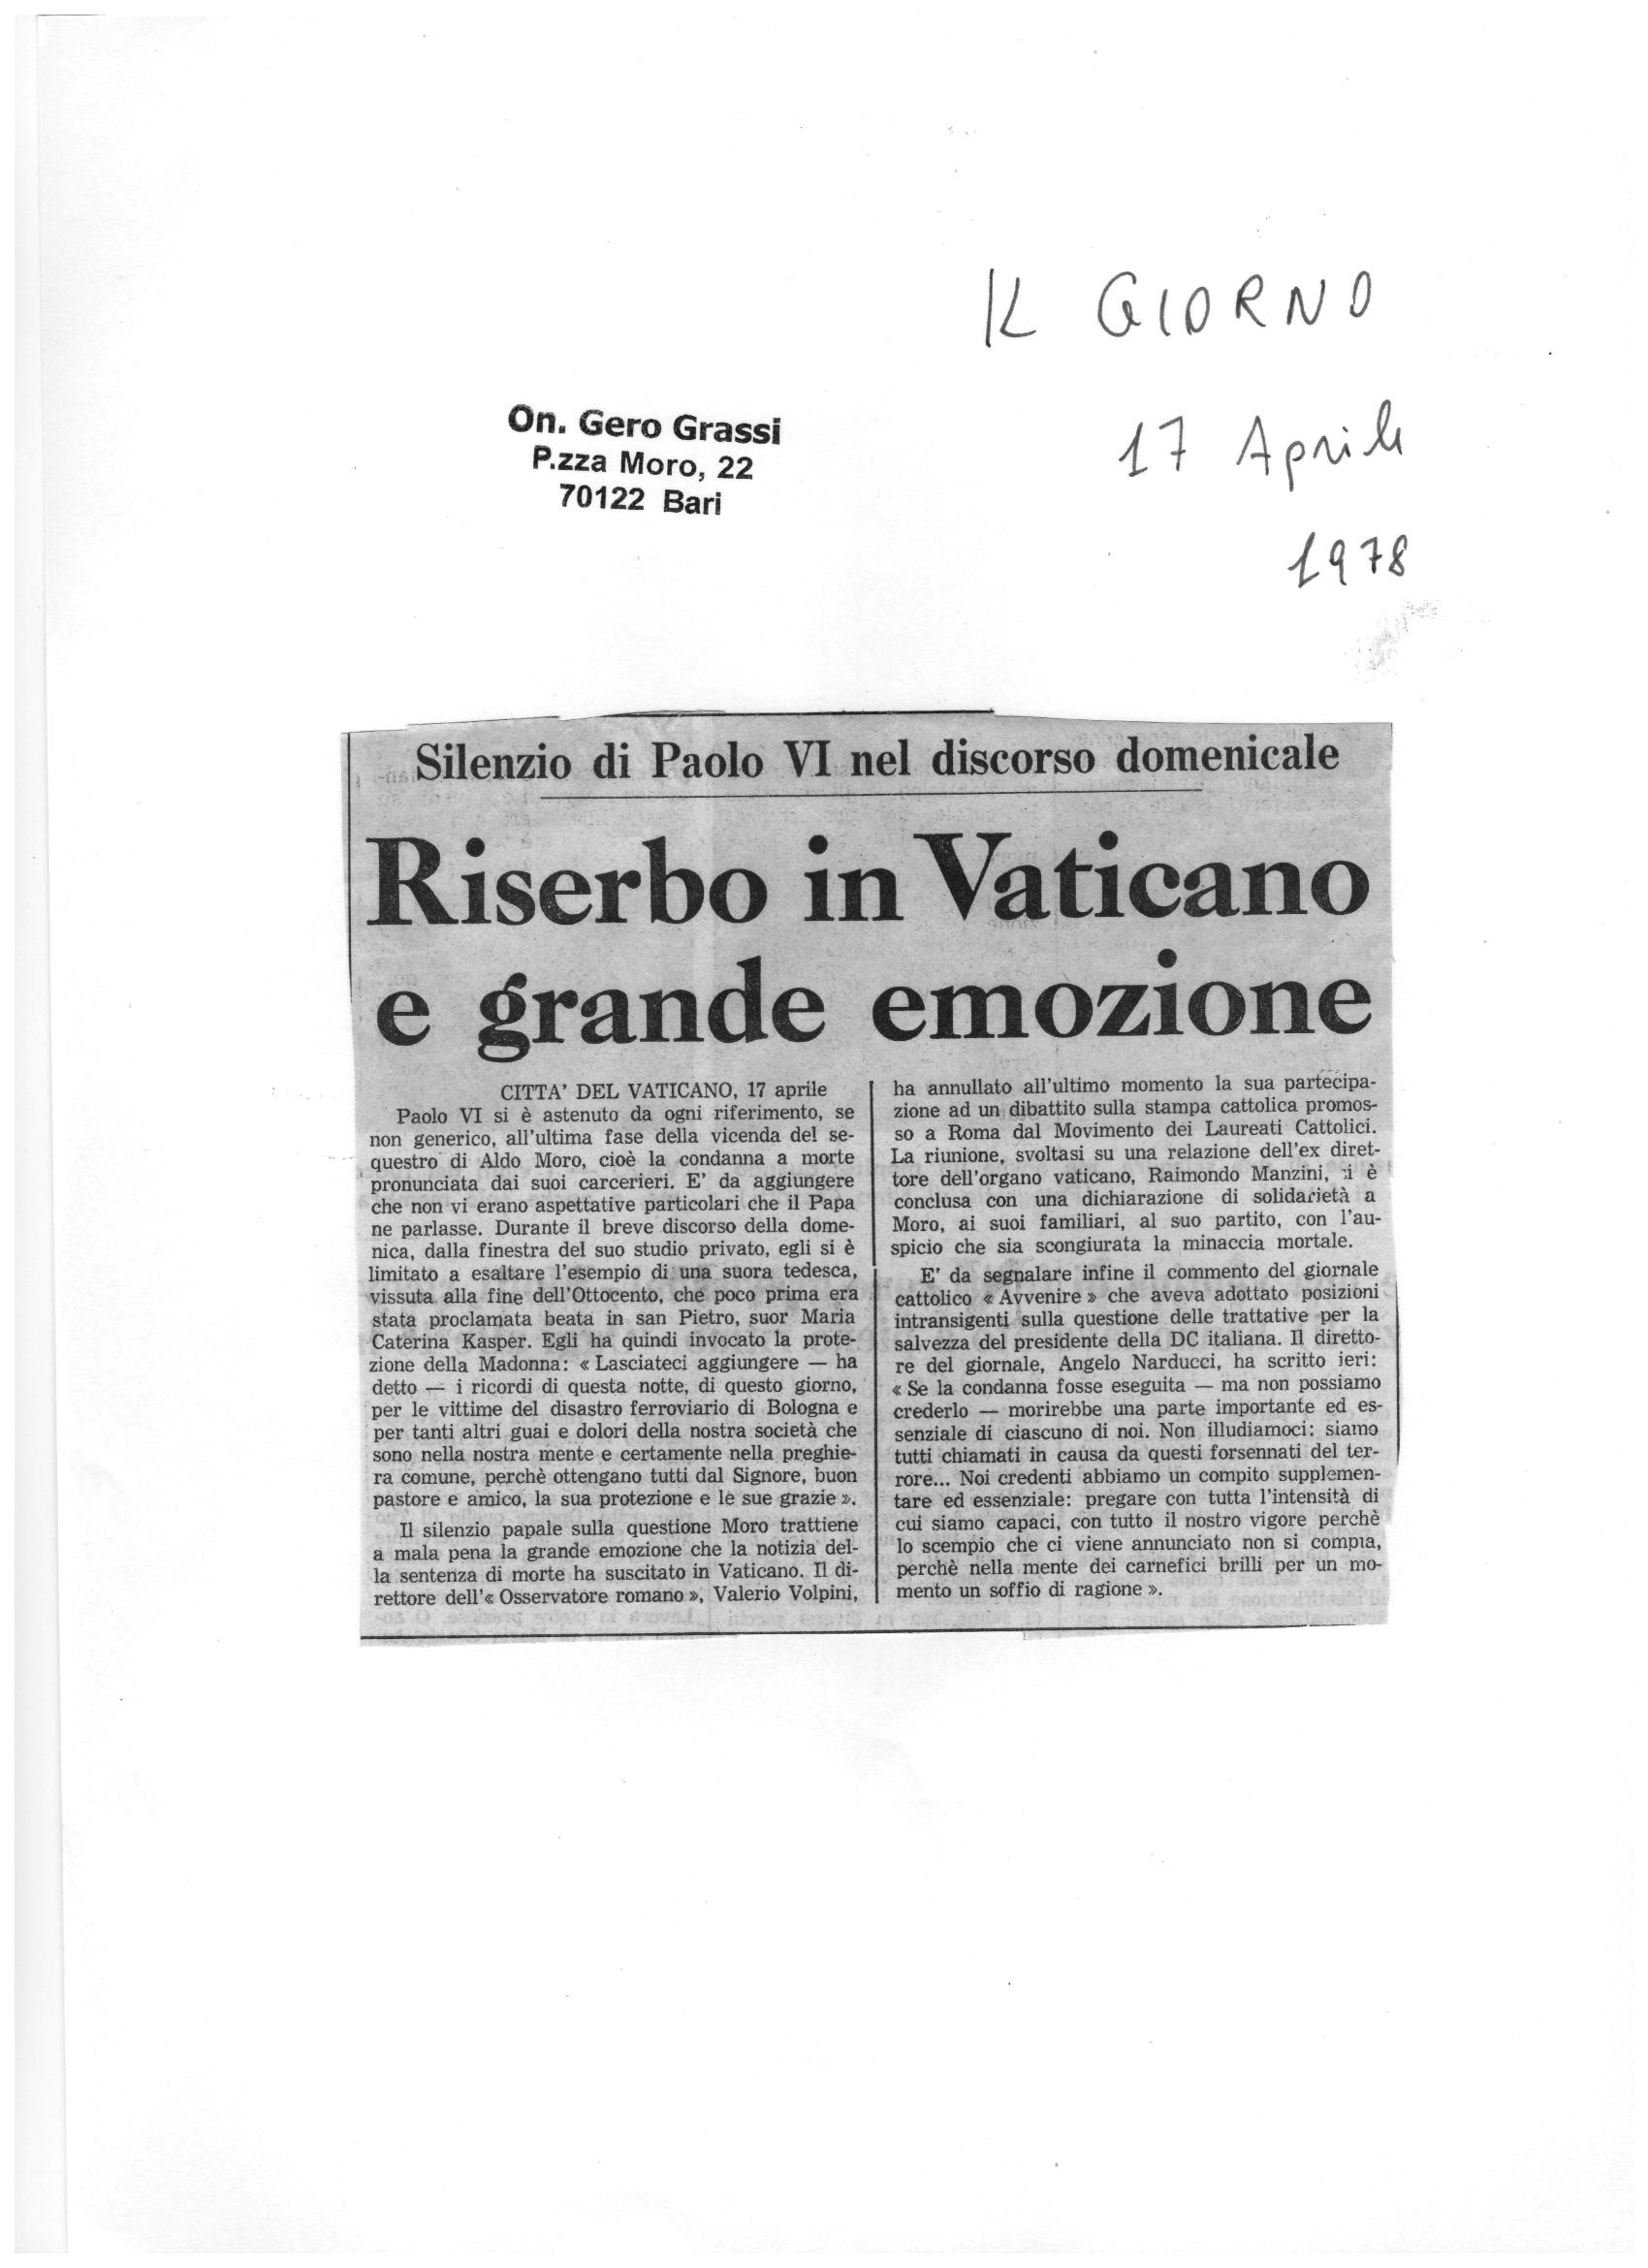 IL GIORNO
17 Aprile
1978
On. Gero Grassi
P.zza Moro, 22
70122 Bari
Silenzio di Paolo VI nel discorso domenicale
Riserbo in Vaticano
e grande emozione
CITTA' DEL VATICANO, 17 aprile
Paolo VI si è astenuto da ogni riferimento, se
non generico, all'ultima fase della vicenda del se-
questro di Aldo Moro, cioè la condanna a morte
pronunciata dai suoi carcerieri. E' da aggiungere
che non vi erano aspettative particolari che il Papa
ne parlasse. Durante il breve discorso della dome-
nica, dalla finestra del suo studio privato, egli si è
limitato a esaltare l'esempio di una suora tedesca,
vissuta alla fine dell'Ottocento, che poco prima era
stata proclamata beata in san Pietro, suor Maria
Caterina Kasper. Egli ha quindi invocato la prote-
zione della Madonna: « Lasciateci aggiungere — ha
detto — i ricordi di questa notte, di questo giorno,
per le vittime del disastro ferroviario di Bologna e
per tanti altri guai e dolori della nostra società che
sono nella nostra mente e certamente nella preghie-
ra comune, perchè ottengano tutti dal Signore, buon
pastore e amico, la sua protezione e le sue grazie ».
Il silenzio papale sulla questione Moro trattiene
a mala pena la grande emozione che la notizia del-
la sentenza di morte ha suscitato in Vaticano. Il di-
rettore dell'« Osservatore romano », Valerio Volpini,
ha annullato all'ultimo momento la sua partecipa-
zione ad un dibattito sulla stampa cattolica promos-
so a Roma dal Movimento dei Laureati Cattolici.
La riunione, svoltasi su una relazione dell'ex diret-
tore dell'organo vaticano, Raimondo Manzini, si è
conclusa con una dichiarazione di solidarietà a
Moro, ai suoi familiari, al suo partito, con l'au-
spicio che sia scongiurata la minaccia mortale.
E' da segnalare infine il commento del giornale
cattolico « Avvenire » che aveva adottato posizioni
intransigenti sulla questione delle trattative per la
salvezza del presidente della DC italiana. Il diretto-
re del giornale, Angelo Narducci, ha scritto ieri:
« Se la condanna fosse eseguita — ma non possiamo
crederlo — morirebbe una parte importante ed es-
senziale di ciascuno di noi. Non illudiamoci: siamo
tutti chiamati in causa da questi forsennati del ter-
rore... Noi credenti abbiamo un compito supplemen-
tare ed essenziale: pregare con tutta l'intensità di
cui siamo capaci, con tutto il nostro vigore perchè
lo scempio che ci viene annunciato non si compia,
perchè nella mente dei carnefici brilli per un mo-
mento un soffio di ragione ».